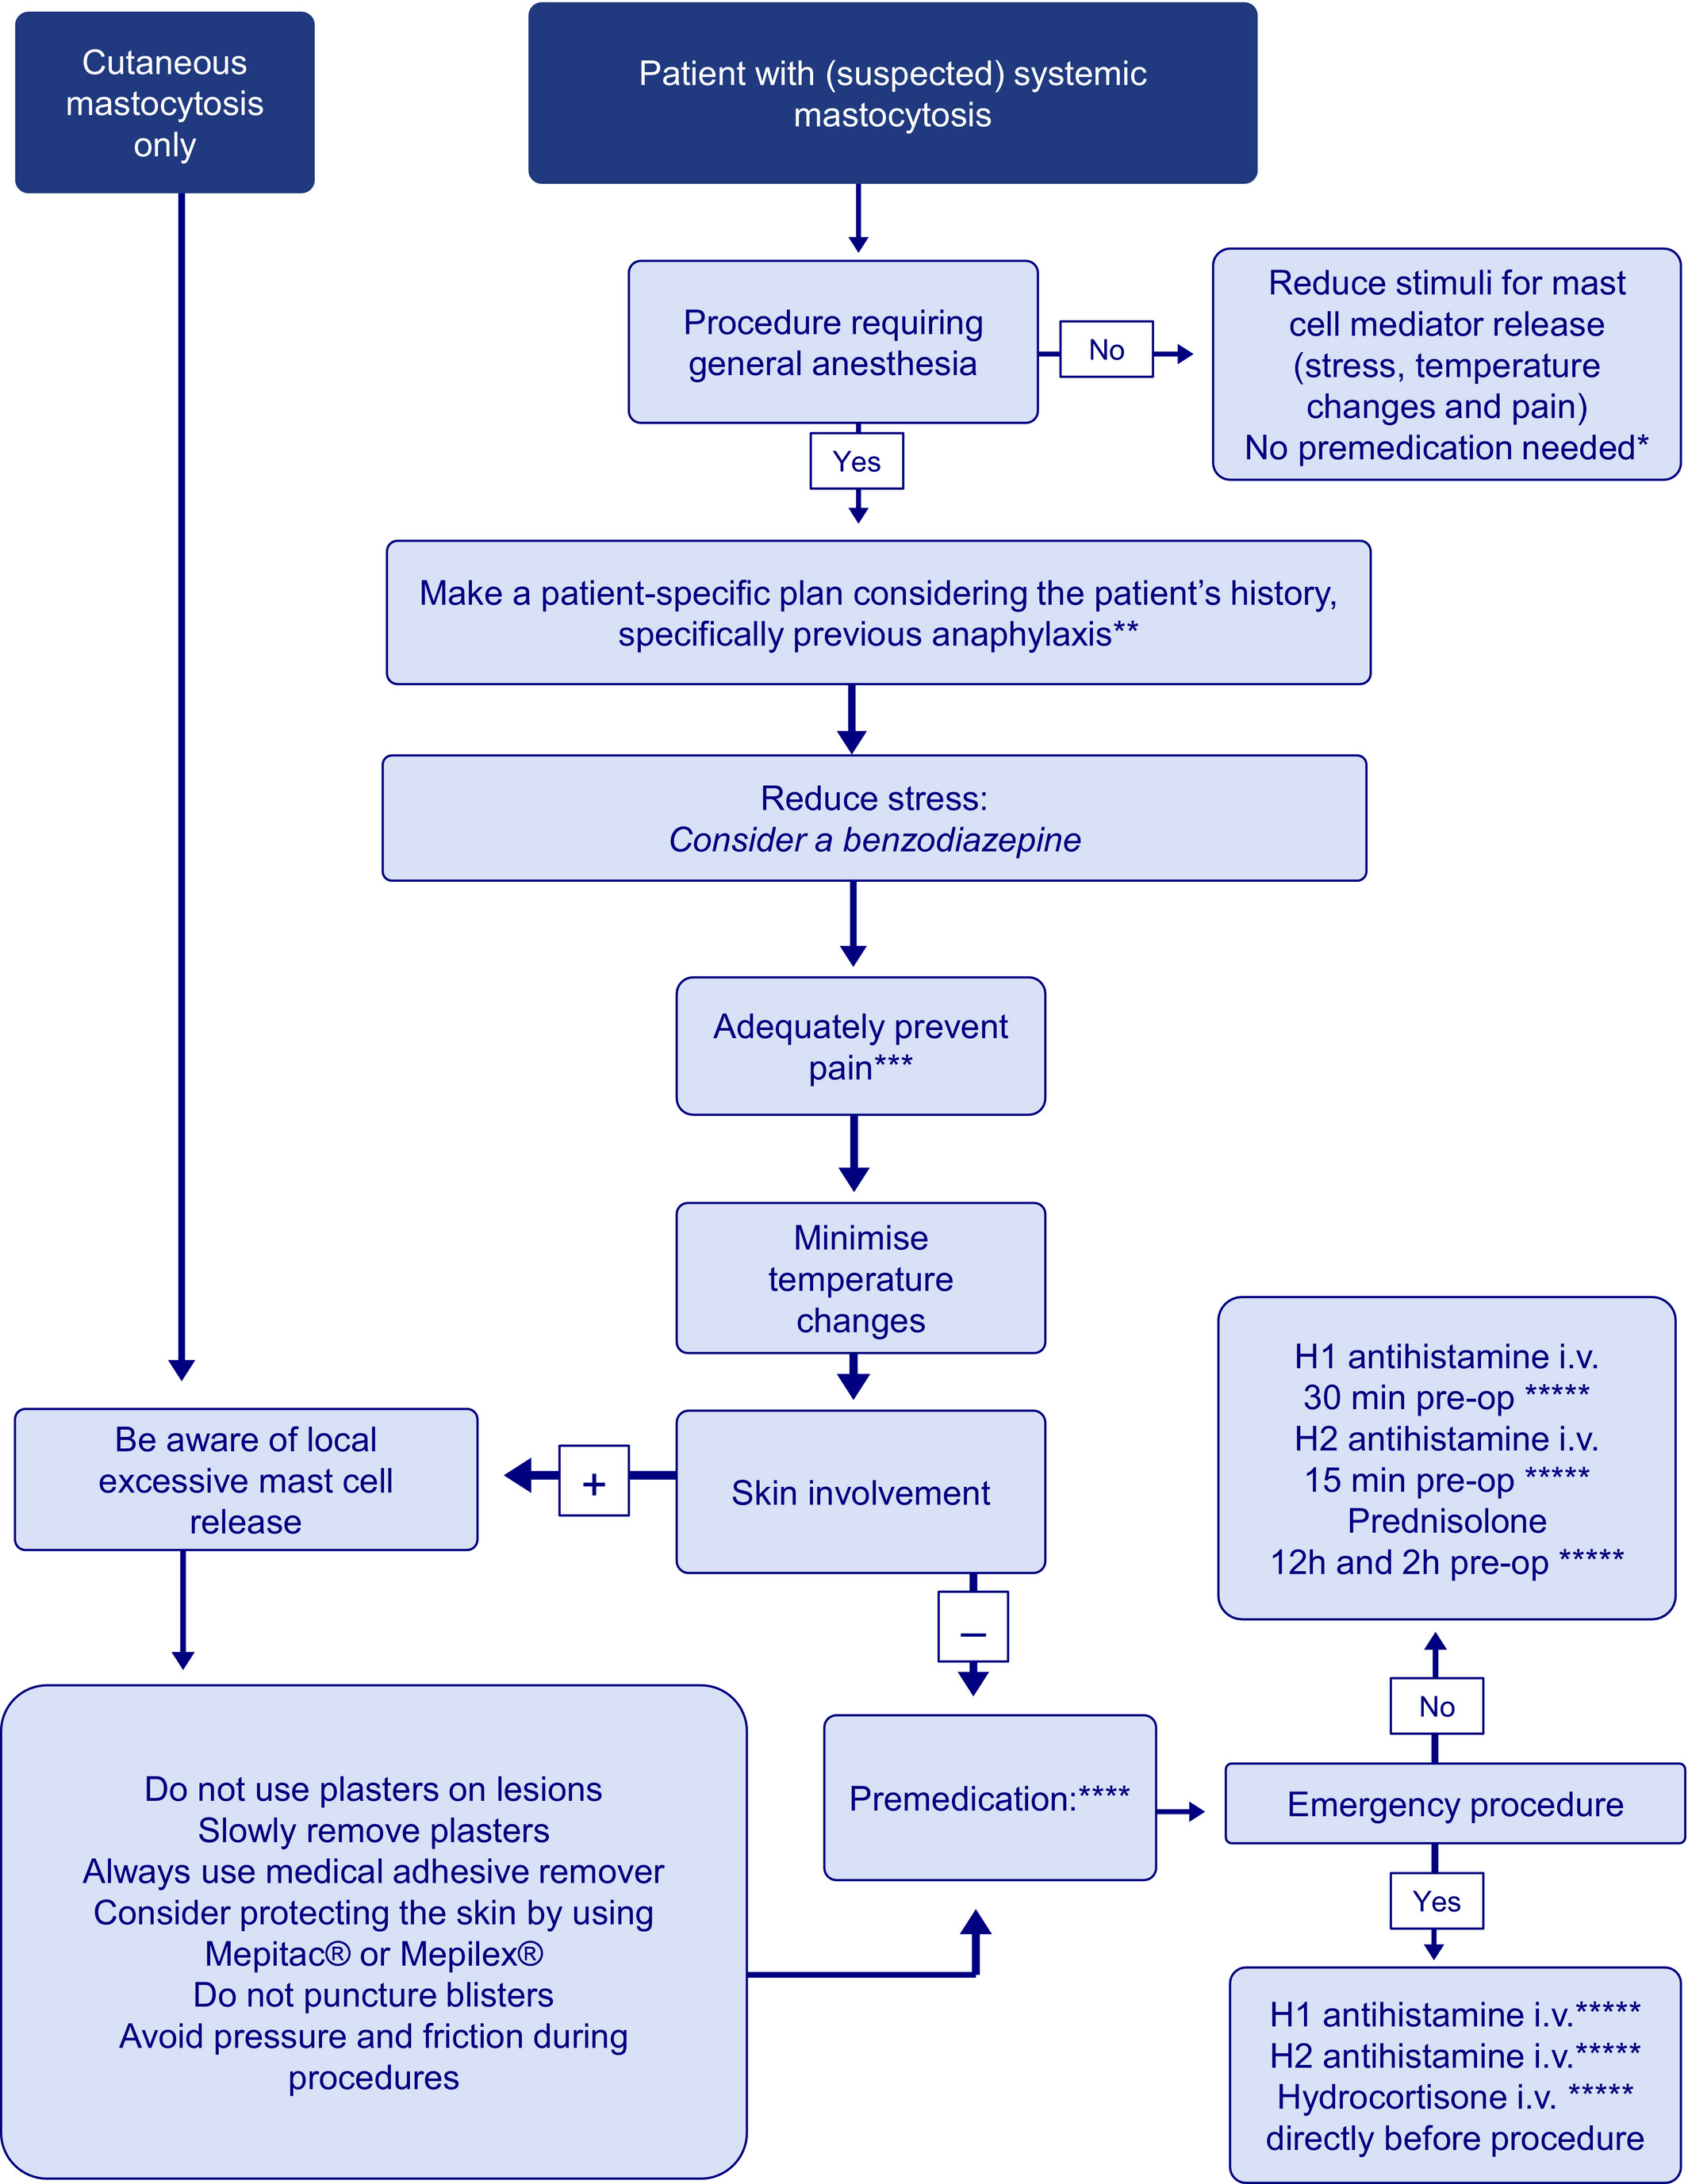 Cutaneous
mastocytosis
only
Patient with (suspected) systemic
mastocytosis
Procedure requiring
general anesthesia
No
Reduce stimuli for mast
cell mediator release
(stress, temperature
changes and pain)
No premedication needed*
Yes
Make a patient-specific plan considering the patient’s history,
specifically previous anaphylaxis**
Reduce stress:
Consider a benzodiazepine
Adequately prevent
pain***
Minimise
temperature
changes
Skin involvement
+
Be aware of local
excessive mast cell
release
Do not use plasters on lesions
Slowly remove plasters
Always use medical adhesive remover
Consider protecting the skin by using
Mepitac® or Mepilex®
Do not puncture blisters
Avoid pressure and friction during
procedures
–
Premedication:****
Emergency procedure
No
H1 antihistamine i.v.
30 min pre-op *****
H2 antihistamine i.v.
15 min pre-op *****
Prednisolone
12h and 2h pre-op *****
Yes
H1 antihistamine i.v.*****
H2 antihistamine i.v.*****
Hydrocortisone i.v. *****
directly before procedure